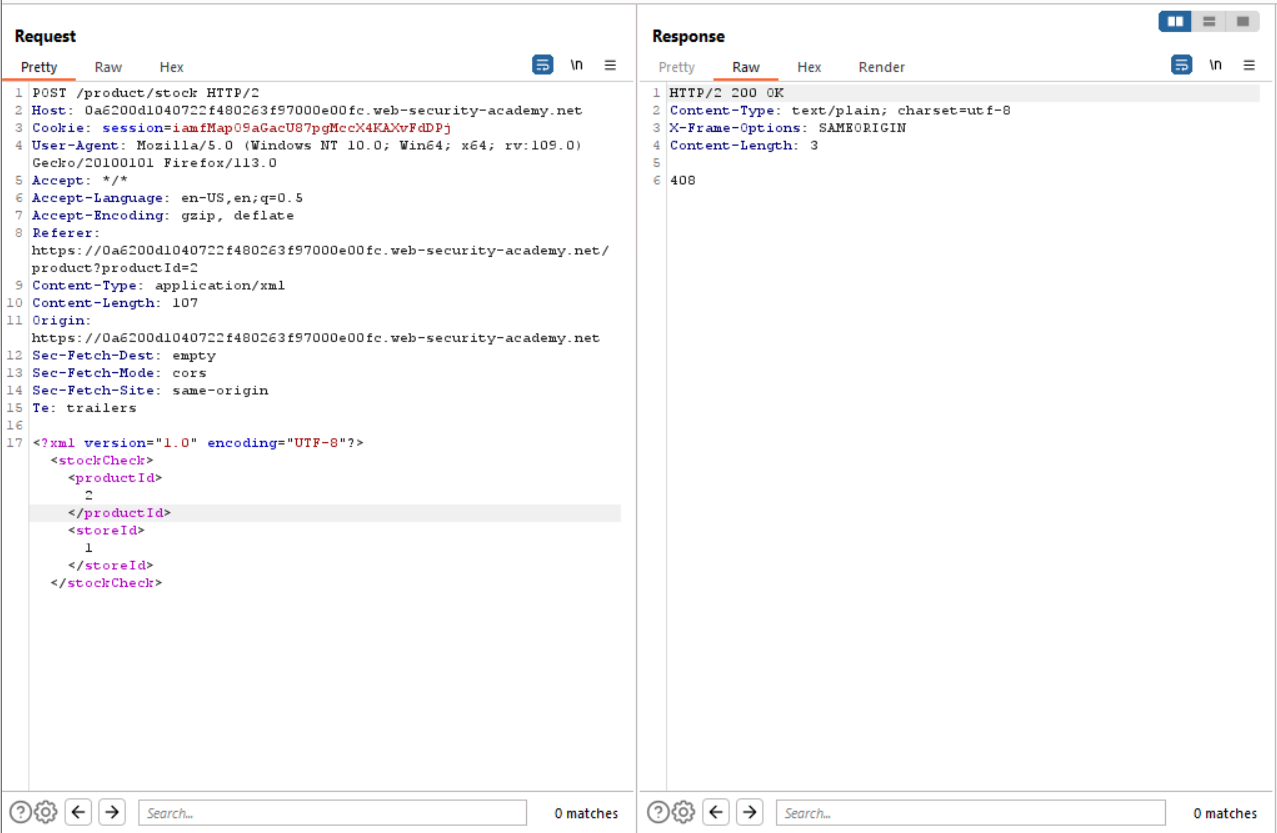 Request
Pretty Raw Hex \n
1 POST /product/stock HTTP/2
2 Host: 0a6200d1040722f480263f97000e00fc.web-security-academy.net
3 Cookie: session=iamfMapO9aGacU87pgMccX4KAXvFdDPj
4 User-Agent: Mozilla/5.0 (Windows NT 10.0; Win64; x64; rv:109.0)
Gecko/20100101 Firefox/113.0
5 Accept: */*
6 Accept-Language: en-US,en;q=0.5
7 Accept-Encoding: gzip, deflate
8 Referer:
https://0a6200d1040722f480263f97000e00fc.web-security-academy.net/
product?productId=2
9 Content-Type: application/xml
10 Content-Length: 107
11 Origin:
https://0a6200d1040722f480263f97000e00fc.web-security-academy.net
12 Sec-Fetch-Dest: empty
13 Sec-Fetch-Mode: cors
14 Sec-Fetch-Site: same-origin
15 Te: trailers
16
17 <?xml version="1.0" encoding="UTF-8"?>
<stockCheck>
<productId>
2
</productId>
<storeId>
1
</storeId>
</stockCheck>
Search...
0 matches
Response
Pretty Raw Hex Render \n
1 HTTP/2 200 OK
2 Content-Type: text/plain; charset=utf-8
3 X-Frame-Options: SAMEORIGIN
4 Content-Length: 3
5
6 408
Search...
0 matches